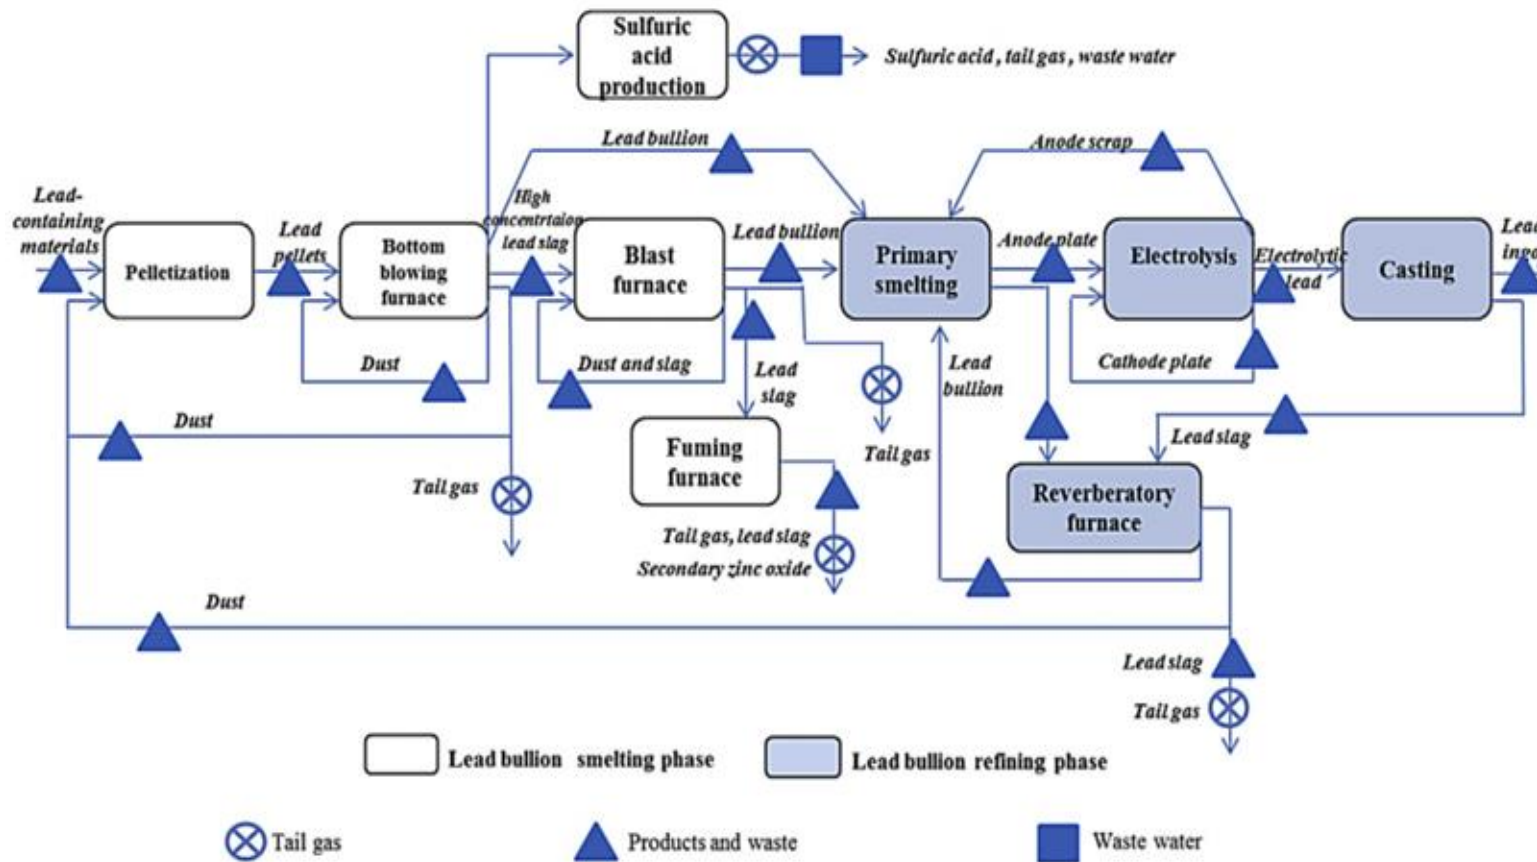 Sulfuric
acid
production
Sulfuric acid , tail gas , waste water
Lead bullion
Anode scrap
Lead-
containing
materials
Pelletization
Lead
pellets
Bottom
blowing
furnace
High
concentrtaion
lead slag
Blast
furnace
Lead bullion
Primary
smelting
Anode plate
Electrolysis
Electrolytic
lead
Casting
Lead
Dust
Dust and slag
Lead
slag
Tail gas
Lead
bullion
Cathode plate
Lead slag
Dust
Tail gas
Fuming
furnace
Tail gas, lead slag
Secondary zinc oxide
Reverberatory
furnace
Dust
Lead slag
Tail gas
Lead bullion smelting phase
Lead bullion refining phase
Tail gas
Products and waste
Waste water